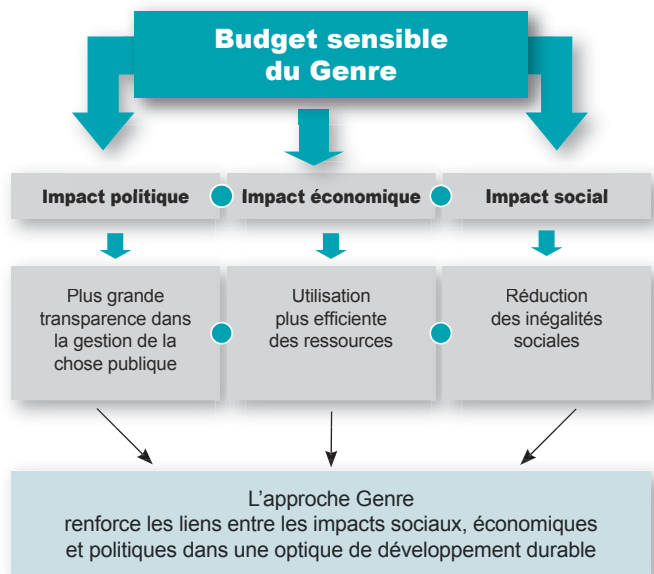 Budget sensible
du Genre
Impact politique
Impact économique
Impact social
Plus grande
transparence dans
la gestion de la
chose publique
Utilisation
plus efficiente
des ressources
Réduction
des inégalités
sociales
L’approche Genre
renforce les liens entre les impacts sociaux, économiques
et politiques dans une optique de développement durable